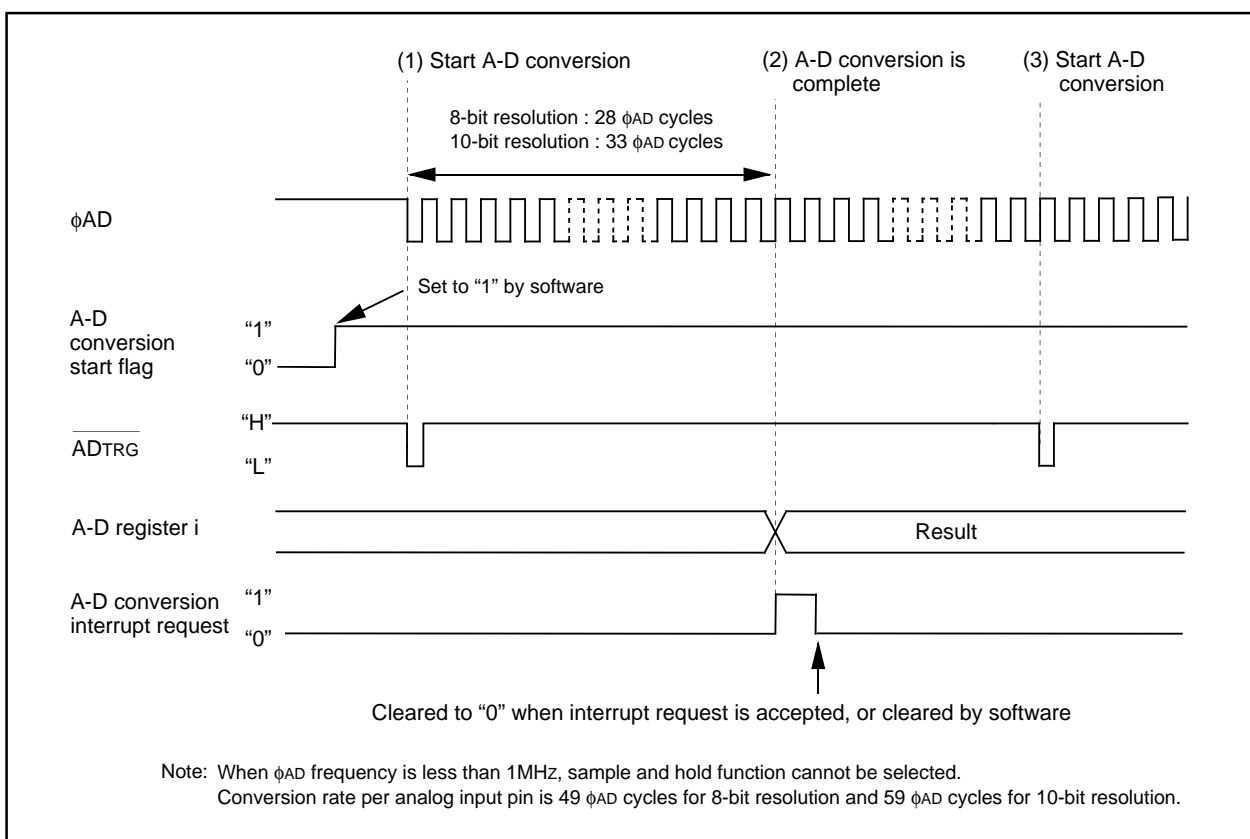 (1) Start A-D conversion
(2) A-D conversion is
complete
(3) Start A-D
conversion
8-bit resolution : 28 ϕAD cycles
10-bit resolution : 33 ϕAD cycles
ϕAD
Set to “1” by software
A-D
conversion
start flag
“1”
“0”
ADTRG
“H”
“L”
A-D register i
Result
A-D conversion
interrupt request
“1”
“0”
Cleared to “0” when interrupt request is accepted, or cleared by software
Note: When ϕAD frequency is less than 1MHZ, sample and hold function cannot be selected.
Conversion rate per analog input pin is 49 ϕAD cycles for 8-bit resolution and 59 ϕAD cycles for 10-bit resolution.